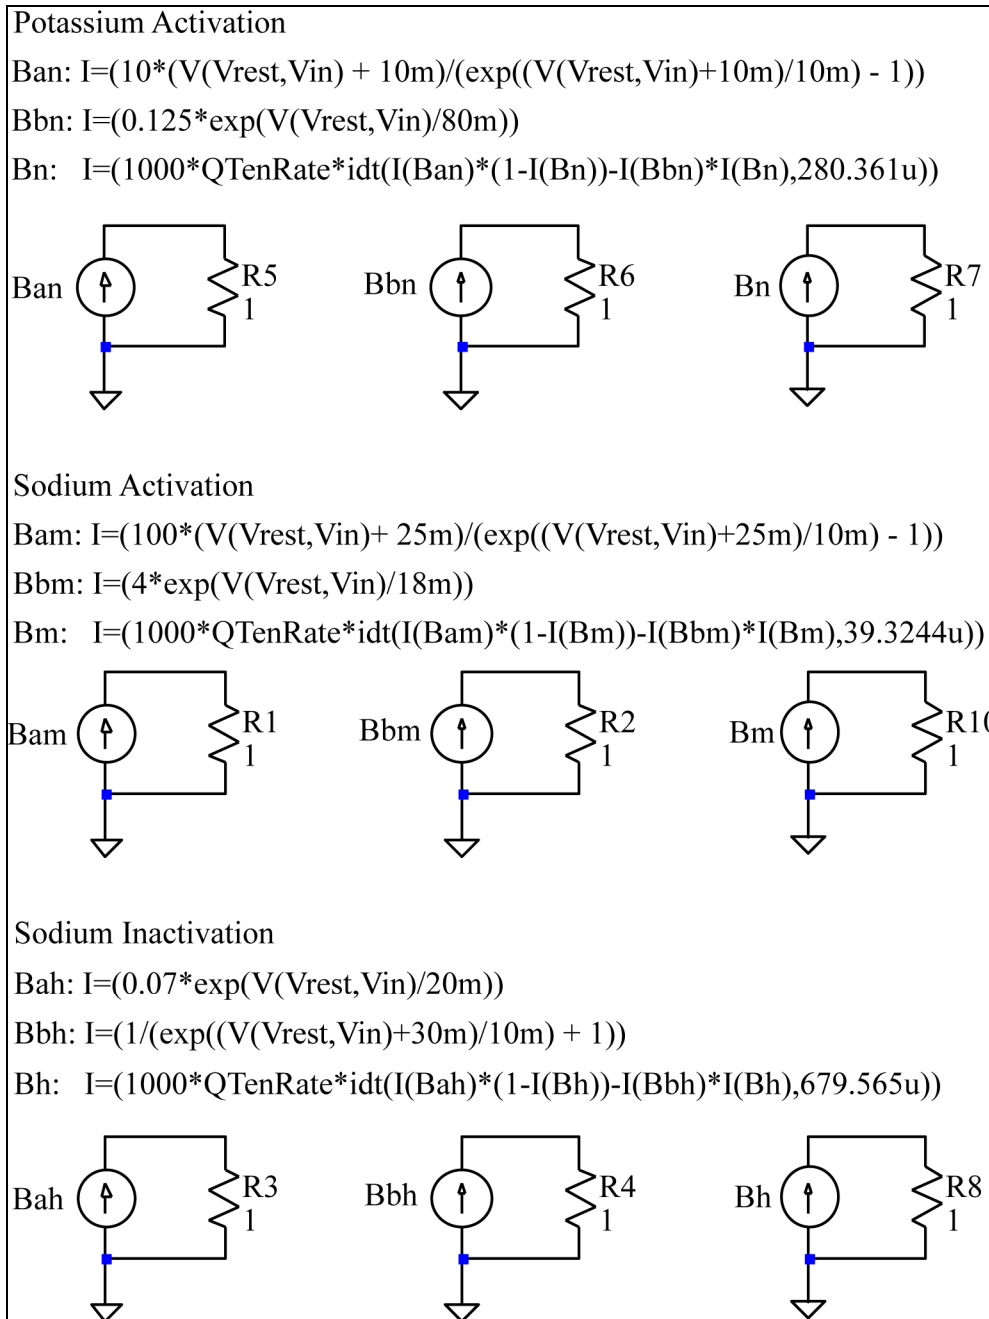 Potassium Activation
Ban: I=(10*(V(Vrest,Vin) + 10m)/(exp((V(Vrest,Vin)+10m)/10m) - 1))
Bbn: I=(0.125*exp(V(Vrest,Vin)/80m))
Bn: I=(1000*QTenRate*idt(I(Ban)*(1-I(Bn))-I(Bbn)*I(Bn),280.361u))
Ban R5 Bbn R6 Bn R7
1 1 1
Sodium Activation
Bam: I=(100*(V(Vrest,Vin)+ 25m)/(exp((V(Vrest,Vin)+25m)/10m) - 1))
Bbm: I=(4*exp(V(Vrest,Vin)/18m))
Bm: I=(1000*QTenRate*idt(I(Bam)*(1-I(Bm))-I(Bbm)*I(Bm),39.3244u))
Bam R1 Bbm R2 Bm R10
1 1 1
Sodium Inactivation
Bah: I=(0.07*exp(V(Vrest,Vin)/20m))
Bbh: I=(1/(exp((V(Vrest,Vin)+30m)/10m) + 1))
Bh: I=(1000*QTenRate*idt(I(Bah)*(1-I(Bh))-I(Bbh)*I(Bh),679.565u))
Bah R3 Bbh R4 Bh R8
1 1 1